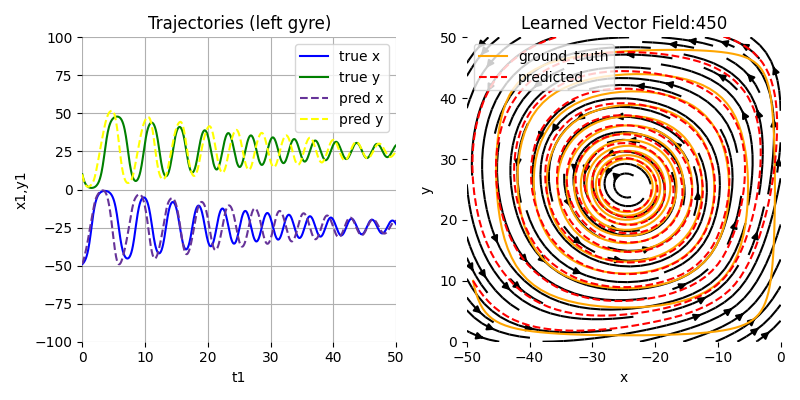 Trajectories (left gyre)
x1,y1
100
75
50
25
0
−25
−50
−75
−100
0
10
20
30
40
50
t1
true x
true y
pred x
pred y
Learned Vector Field:450
y
50
40
30
20
10
0
−50
−40
−30
−20
−10
0
x
ground_truth
predicted